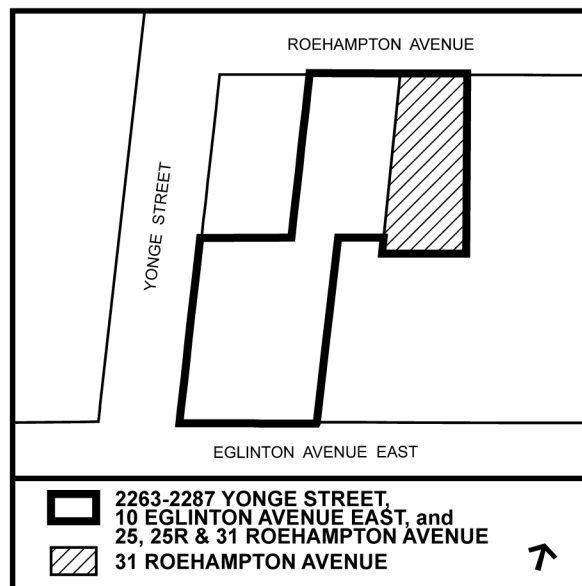 ROEHAMPTON AVENUE
YONGE STREET
EGLINTON AVENUE EAST
2263-2287 YONGE STREET,
10 EGLINTON AVENUE EAST, and
25, 25R & 31 ROEHAMPTON AVENUE
31 ROEHAMPTON AVENUE